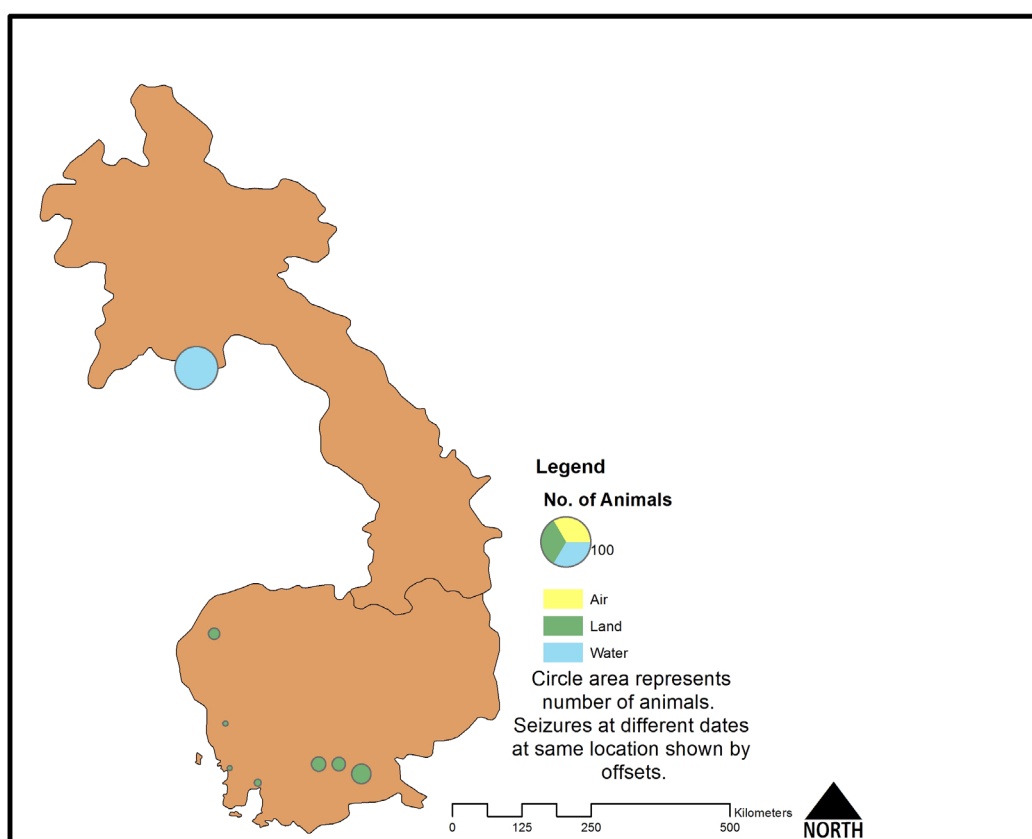 Legend
No. of Animals
100
Air
Land
Water
Circle area represents
number of animals.
Seizures at different dates
at same location shown by
offsets.
Kilometers
0 125 250 500
NORTH